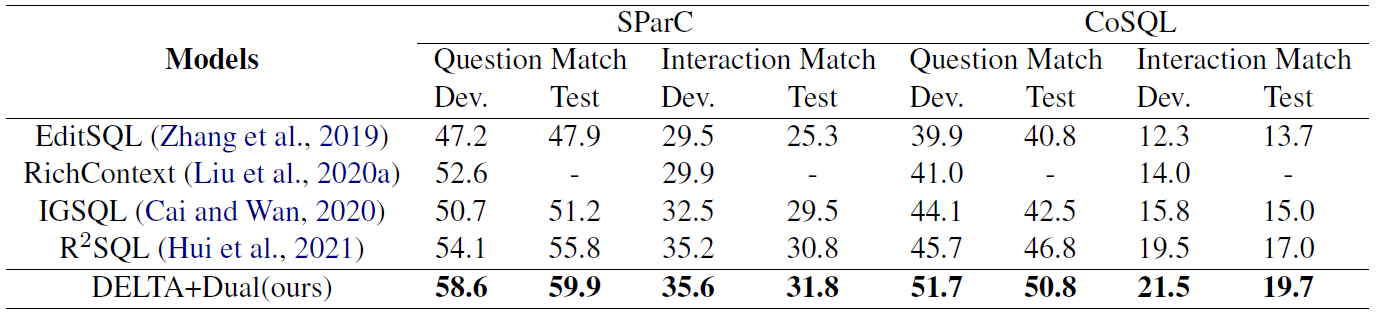 SParC CoSQL
Models Question Match Interaction Match Question Match Interaction Match
Dev. Test Dev. Test Dev. Test Dev. Test
EditSQL (Zhang et al., 2019) 47.2 47.9 29.5 25.3 39.9 40.8 12.3 13.7
RichContext (Liu et al., 2020a) 52.6 - 29.9 - 41.0 - 14.0 -
IGSQL (Cai and Wan, 2020) 50.7 51.2 32.5 29.5 44.1 42.5 15.8 15.0
R²SQL (Hui et al., 2021) 54.1 55.8 35.2 30.8 45.7 46.8 19.5 17.0
DELTA+Dual(ours) 58.6 59.9 35.6 31.8 51.7 50.8 21.5 19.7